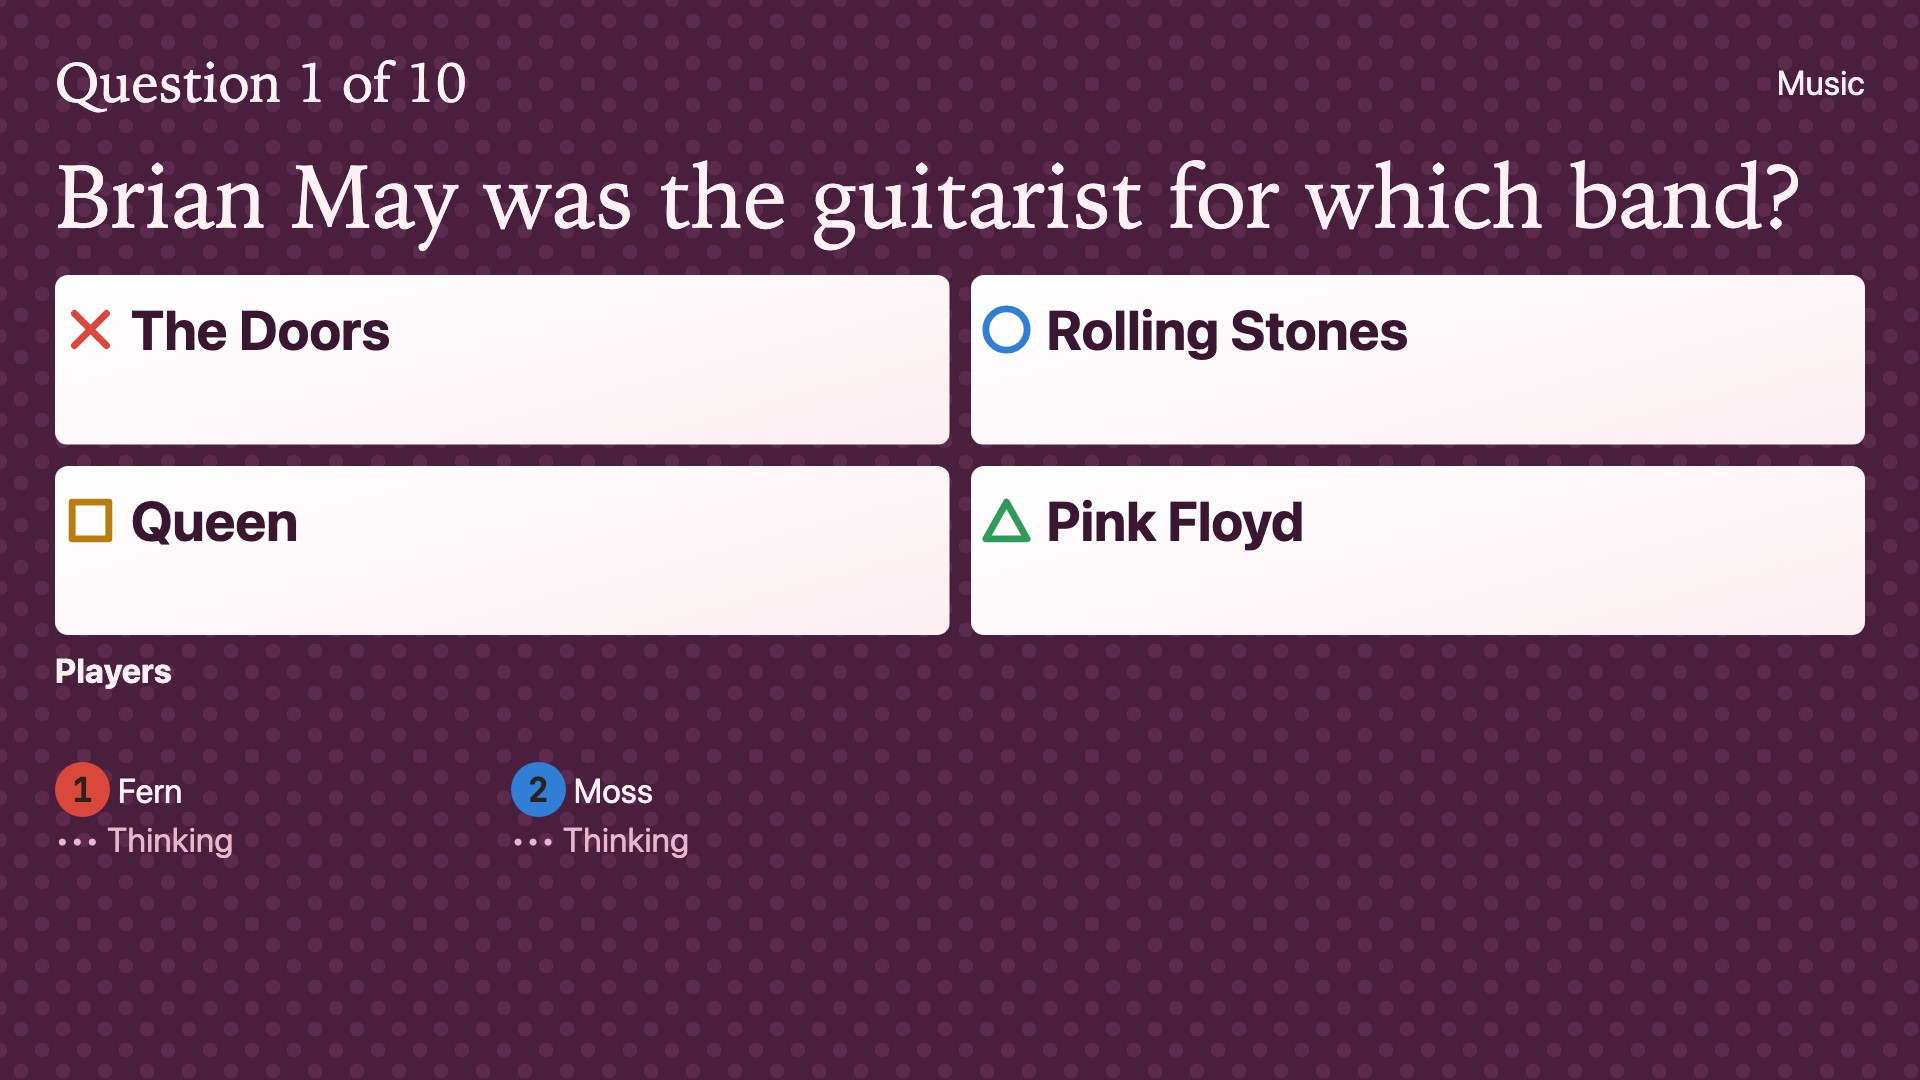 Question 1 of 10
Music
Brian May was the guitarist for which band?
The Doors
Rolling Stones
Queen
Pink Floyd
Players
1 Fern
2 Moss
••• Thinking
••• Thinking